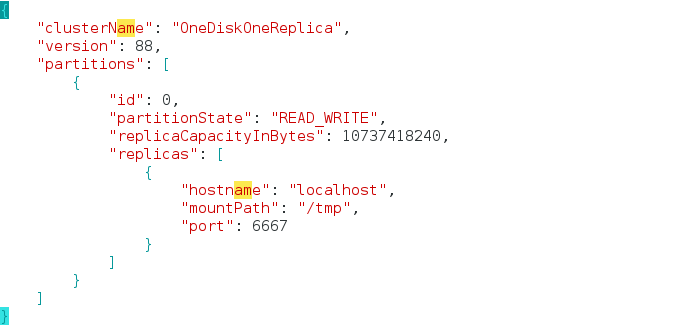 {
    "clusterName": "OneDiskOneReplica",
    "version": 88,
    "partitions": [
        {
            "id": 0,
            "partitionState": "READ_WRITE",
            "replicaCapacityInBytes": 10737418240,
            "replicas": [
                {
                    "hostname": "localhost",
                    "mountPath": "/tmp",
                    "port": 6667
                }
            ]
        }
    ]
}